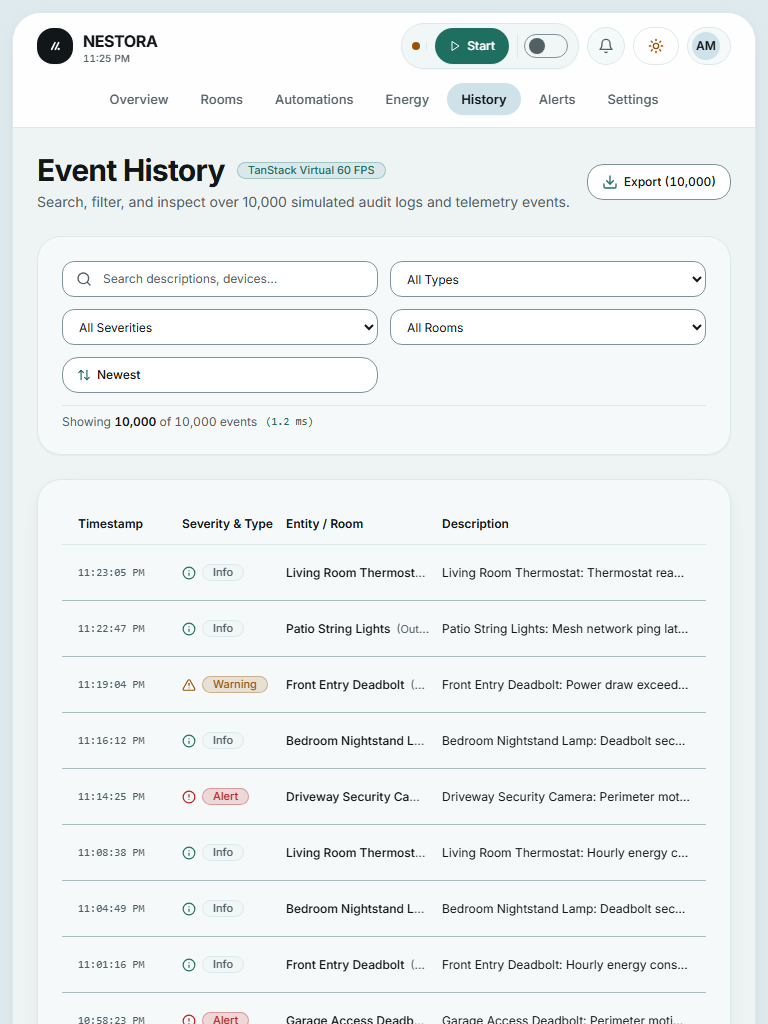 NESTORA
11:25 PM
Start
AM
Overview Rooms Automations Energy History Alerts Settings
Event History TanStack Virtual 60 FPS
Search, filter, and inspect over 10,000 simulated audit logs and telemetry events.
Export (10,000)
Search descriptions, devices...
All Types
All Severities
All Rooms
Newest
Showing 10,000 of 10,000 events (1.2 ms)
Timestamp Severity & Type Entity / Room Description
11:23:05 PM Info Living Room Thermost... Living Room Thermostat: Thermostat rea...
11:22:47 PM Info Patio String Lights (Out... Patio String Lights: Mesh network ping lat...
11:19:04 PM Warning Front Entry Deadbolt (... Front Entry Deadbolt: Power draw exceed...
11:16:12 PM Info Bedroom Nightstand L... Bedroom Nightstand Lamp: Deadbolt sec...
11:14:25 PM Alert Driveway Security Ca... Driveway Security Camera: Perimeter mot...
11:08:38 PM Info Living Room Thermost... Living Room Thermostat: Hourly energy c...
11:04:49 PM Info Bedroom Nightstand L... Bedroom Nightstand Lamp: Deadbolt sec...
11:01:16 PM Info Front Entry Deadbolt (... Front Entry Deadbolt: Hourly energy cons...
10:58:23 PM Alert Garage Access Deadb... Garage Access Deadbolt: Perimeter moti...